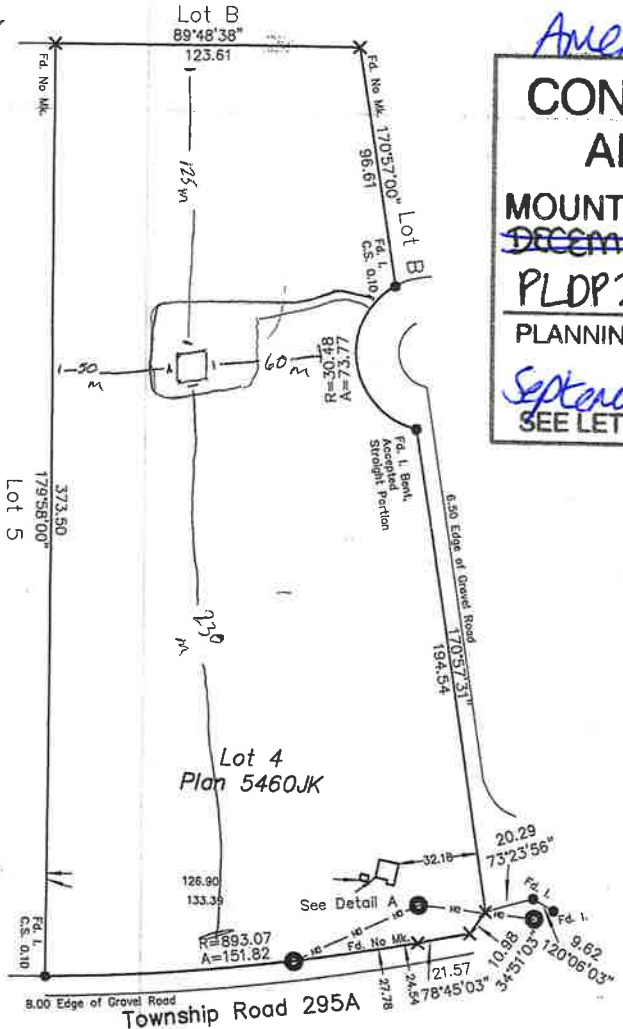 Lot B
89°48'38"
123.61
Fd. No Mk.
Fd. No Mk.
170°57'00"
96.61
Lot B
Fd. I.
C.S. 0.10
125 m
50
m
60 m
R=30.48
A=73.77
Fd. I. Bent,
Accepted
Straight Portion
6.50 Edge of Gravel Road
170°57'31"
194.54
373.50
179°58'00"
Lot 5
230
m
Lot 4
Plan 5460JK
126.90
133.39
See Detail A
32.18
20.29
73°23'56"
Fd. I.
Fd. I.
9.62
120°06'03"
10.98
34°51'03"
R=893.07
A=151.82
Fd. No Mk.
21.57
78°45'03"
24.54
27.78
Fd. I.
C.S. 0.10
8.00 Edge of Gravel Road
Township Road 295A
CON
MOUNT
PLDP
PLANNIN
SEE LET